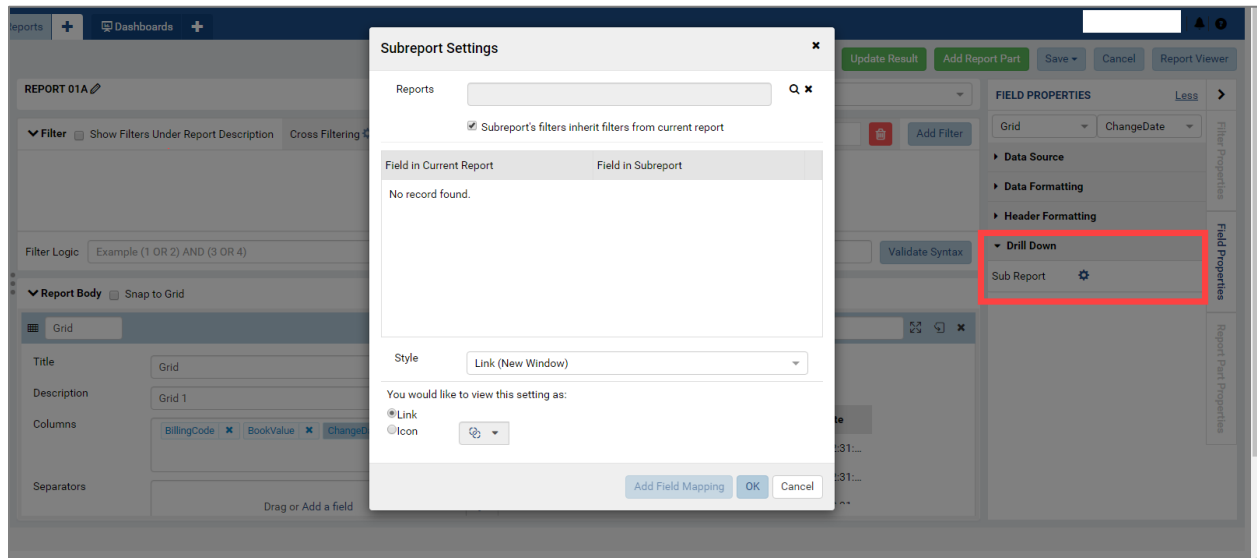 eports
Dashboards
Update Result
Add Report Part
Save
Cancel
Report Viewer
REPORT 01A
Filter
Show Filters Under Report Description
Cross Filtering
Add Filter
Filter Logic
Example (1 OR 2) AND (3 OR 4)
Validate Syntax
Report Body
Snap to Grid
Grid
Title
Grid
Description
Grid 1
Columns
BillingCode
BookValue
ChangeD
Separators
Drag or Add a field
te
:31:...
:31:...
Subreport Settings
Reports
Subreport's filters inherit filters from current report
Field in Current Report
Field in Subreport
No record found.
Style
Link (New Window)
You would like to view this setting as:
Link
Icon
Add Field Mapping
OK
Cancel
FIELD PROPERTIES
Less
Grid
ChangeDate
Data Source
Data Formatting
Header Formatting
Drill Down
Sub Report
Filter Properties
Field Properties
Report Part Properties